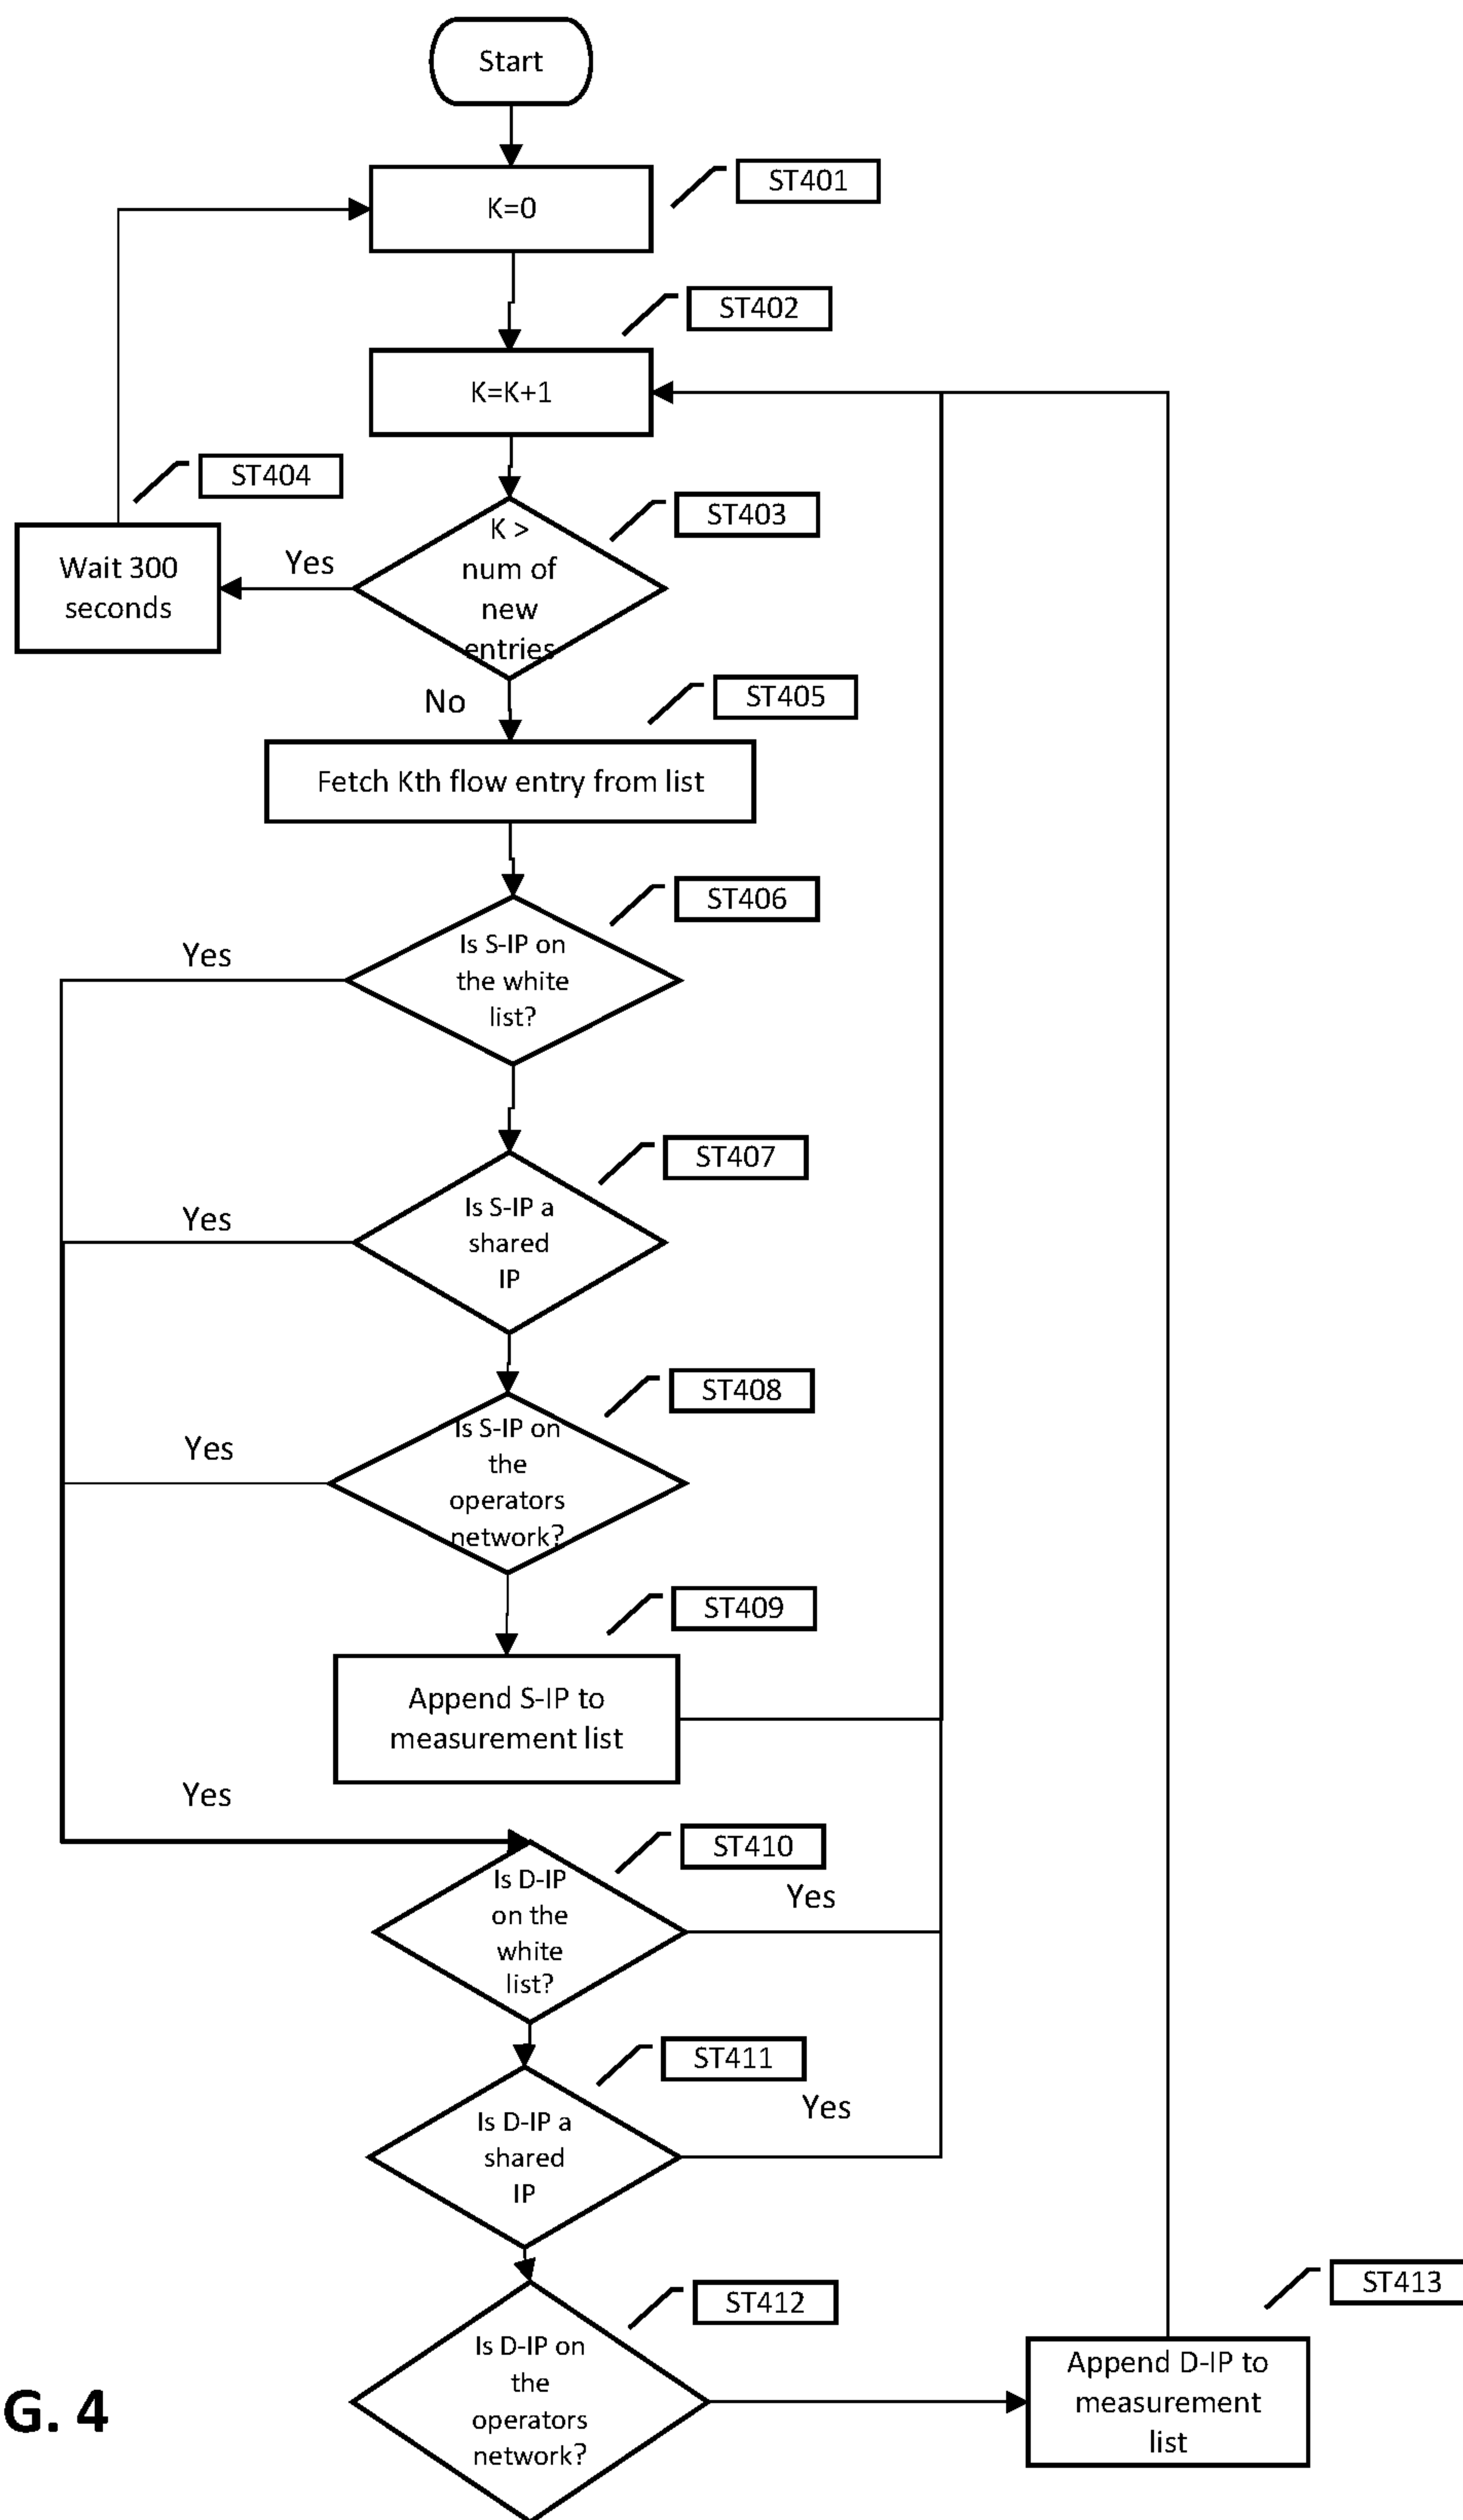 Start
K=0
ST401
K=K+1
ST402
ST404
Wait 300
seconds
Yes
K >
num of
new
entries
ST403
No
ST405
Fetch Kth flow entry from list
ST406
Yes
Is S-IP on
the white
list?
ST407
Yes
Is S-IP a
shared
IP
ST408
Yes
Is S-IP on
the
operators
network?
ST409
Append S-IP to
measurement list
Yes
ST410
Is D-IP
on the
white
list?
Yes
ST411
Is D-IP a
shared
IP
Yes
ST412
Is D-IP on
the
operators
network?
ST413
Append D-IP to
measurement
list
G. 4